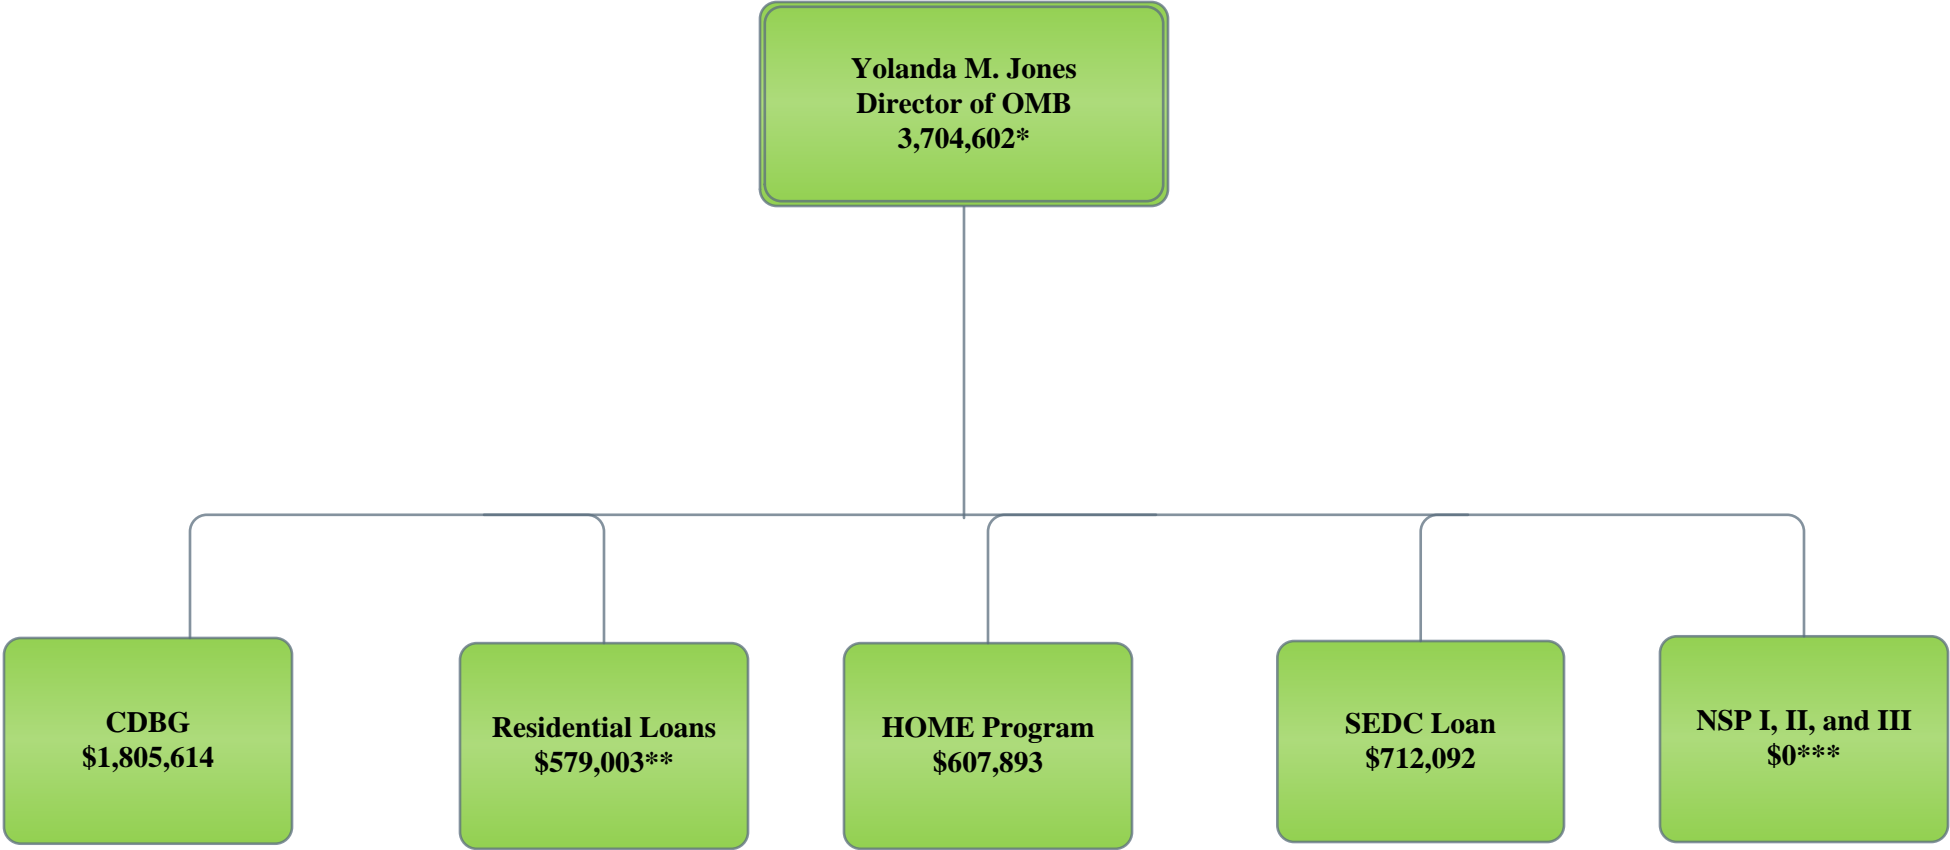 Yolanda M. Jones
Director of OMB
3,704,602*
CDBG
$1,805,614
Residential Loans
$579,003**
HOME Program
$607,893
SEDC Loan
$712,092
NSP I, II, and III
$0***